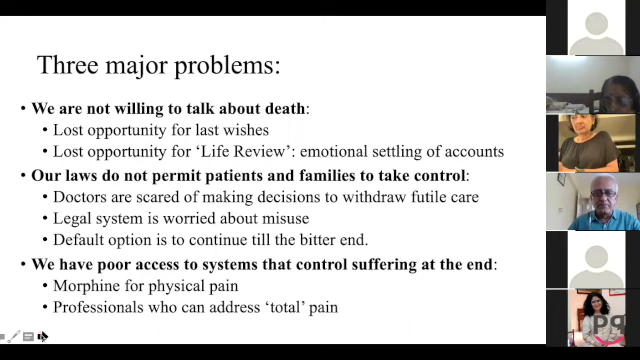 Three major problems:
• We are not willing to talk about death:
• Lost opportunity for last wishes
• Lost opportunity for ‘Life Review’: emotional settling of accounts
• Our laws do not permit patients and families to take control:
• Doctors are scared of making decisions to withdraw futile care
• Legal system is worried about misuse
• Default option is to continue till the bitter end.
• We have poor access to systems that control suffering at the end:
• Morphine for physical pain
• Professionals who can address ‘total’ pain